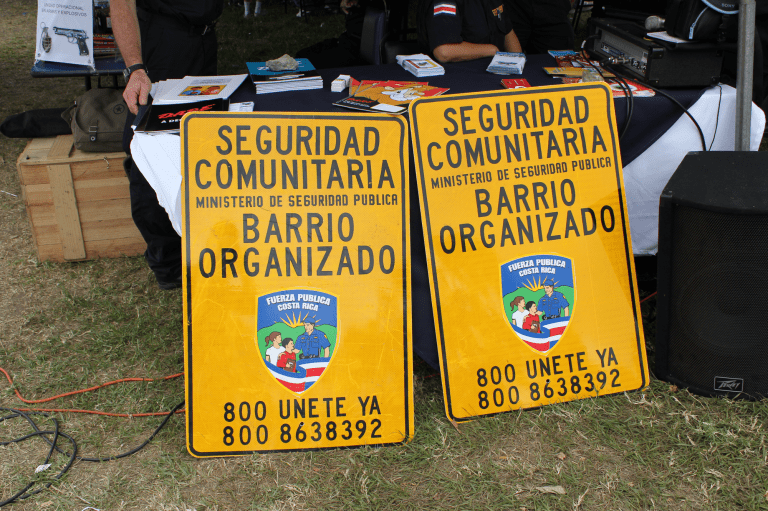 SEGURIDAD
COMUNITARIA
MINISTERIO DE SEGURIDAD PUBLICA
BARRIO
ORGANIZADO
FUERZA PUBLICA
COSTA RICA
800 UNETE YA
800 8638392
SEGURIDAD
COMUNITARIA
MINISTERIO DE SEGURIDAD PUBLICA
BARRIO
ORGANIZADO
FUERZA PUBLICA
COSTA RICA
800 UNETE YA
800 8638392